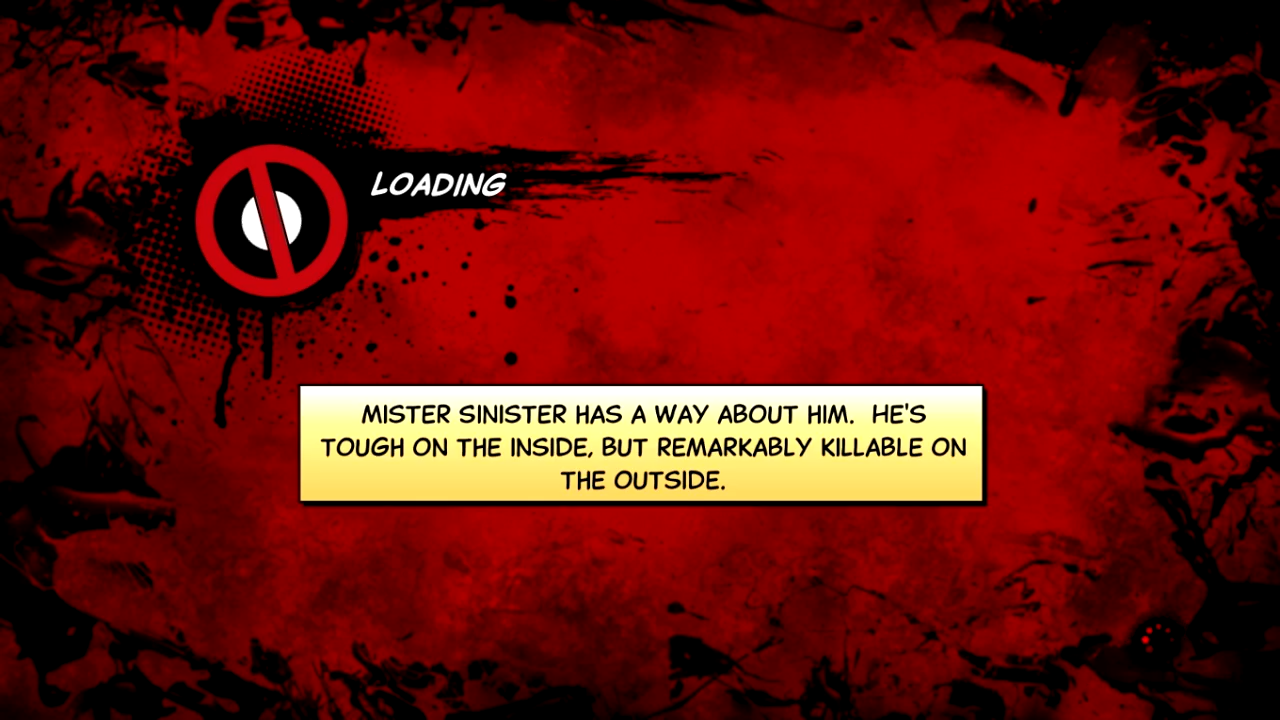 LOADING
MISTER SINISTER HAS A WAY ABOUT HIM.  HE'S
TOUGH ON THE INSIDE, BUT REMARKABLY KILLABLE ON
THE OUTSIDE.